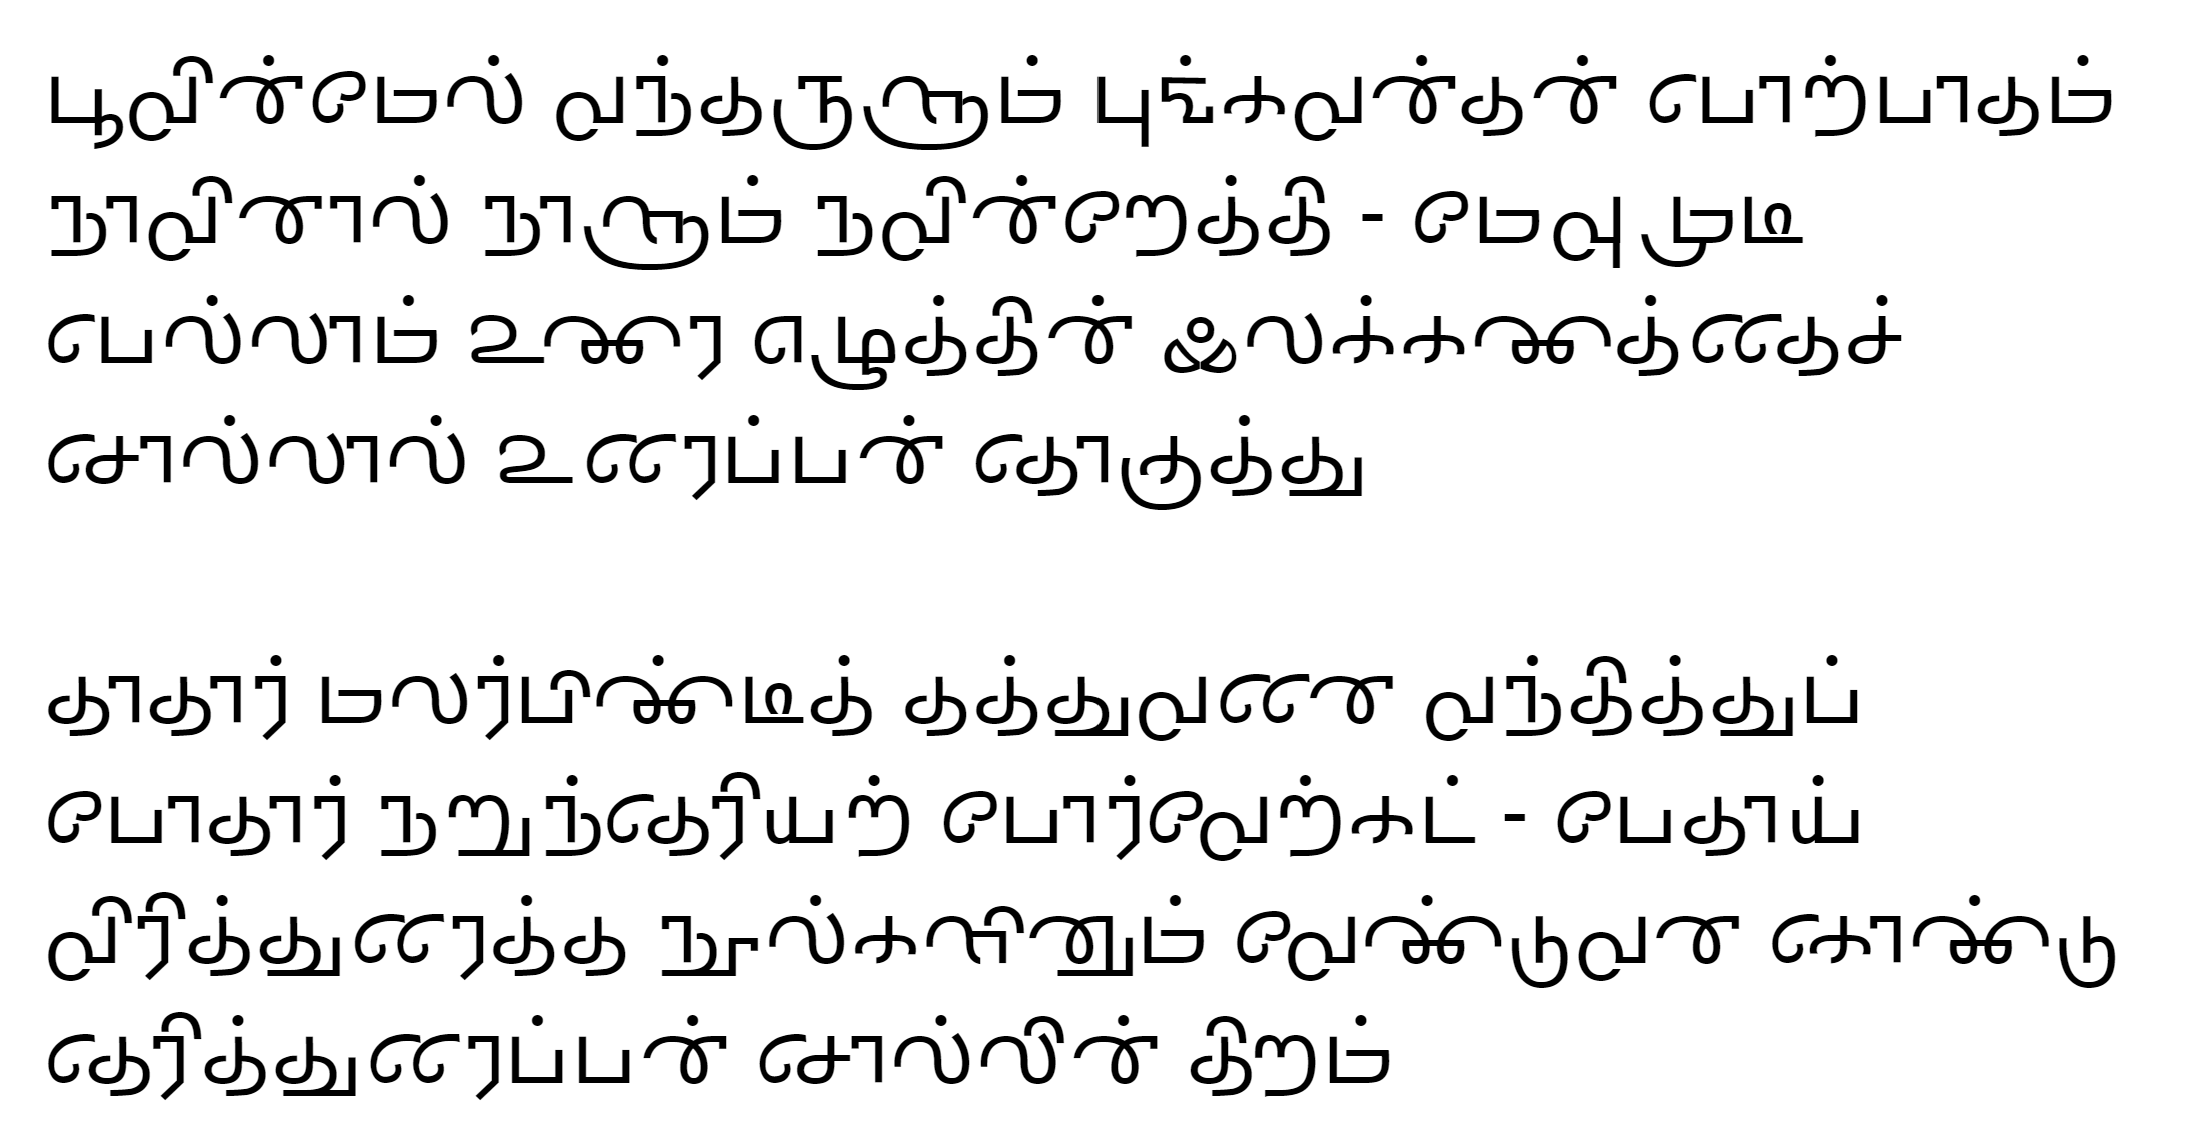 பூவின்மேல் வந்தருளும் புங்கவன்தன் பொற்பாதம்
நாவினால் நாளும் நவின்றேத்தி - மேவு முடி
பெல்லாம் உணர எழுத்தின் இலக்கணத்தைச்
சொல்லால் உரைப்பன் தொகுத்து
தாதார் மலர்பிண்டித் தத்துவனை வந்தித்துப்
போதார் நறுந்தெரியற் போர்வேற்கட் - பேதாய்
விரித்துரைத்த நூல்களினும் வேண்டுவன கொண்டு
தெரித்துரைப்பன் சொல்லின் திறம்